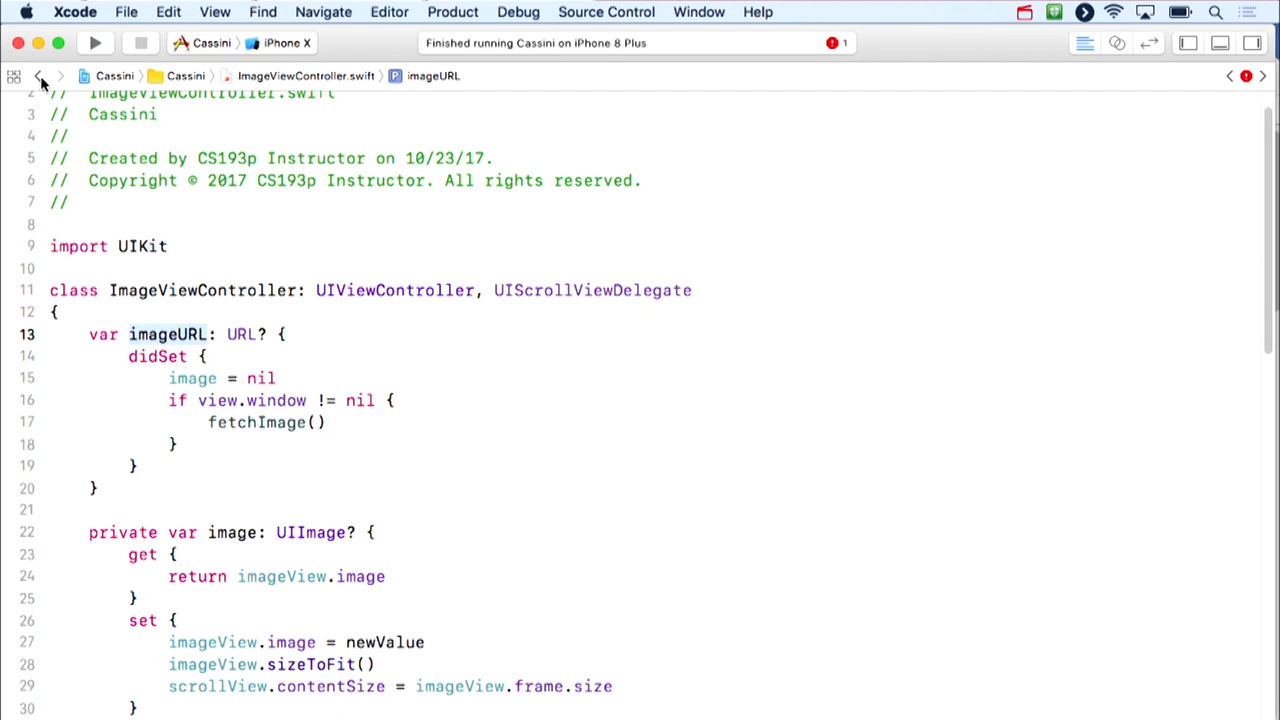 Xcode File Edit View Find Navigate Editor Product Debug Source Control Window Help
Cassini iPhone X Finished running Cassini on iPhone 8 Plus 1
Cassini Cassini ImageViewController.swift P imageURL
2 // ImageViewController.swift
3 // Cassini
4 //
5 // Created by CS193p Instructor on 10/23/17.
6 // Copyright © 2017 CS193p Instructor. All rights reserved.
7 //
8
9 import UIKit
10
11 class ImageViewController: UIViewController, UIScrollViewDelegate
12 {
13 var imageURL: URL? {
14 didSet {
15 image = nil
16 if view.window != nil {
17 fetchImage()
18 }
19 }
20 }
21
22 private var image: UIImage? {
23 get {
24 return imageView.image
25 }
26 set {
27 imageView.image = newValue
28 imageView.sizeToFit()
29 scrollView.contentSize = imageView.frame.size
30 }